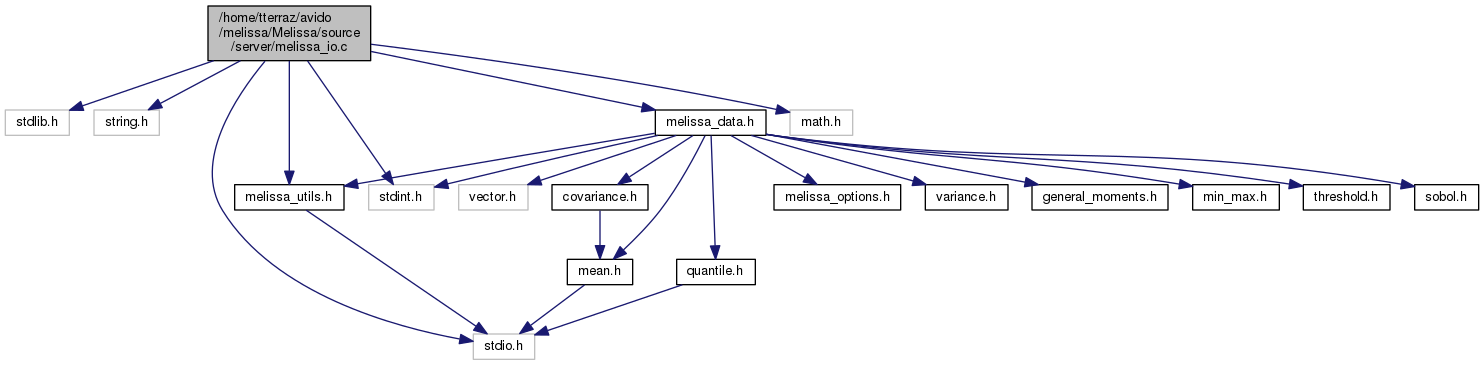 /home/tterraz/avido
/melissa/Melissa/source
/server/melissa_io.c
stdlib.h
string.h
melissa_data.h
math.h
melissa_utils.h
stdint.h
vector.h
covariance.h
melissa_options.h
variance.h
general_moments.h
min_max.h
threshold.h
sobol.h
mean.h
quantile.h
stdio.h